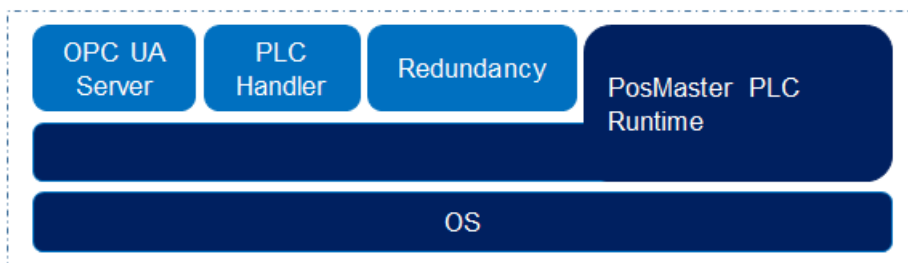 OPC UA
Server
PLC
Handler
Redundancy
PosMaster PLC
Runtime
OS